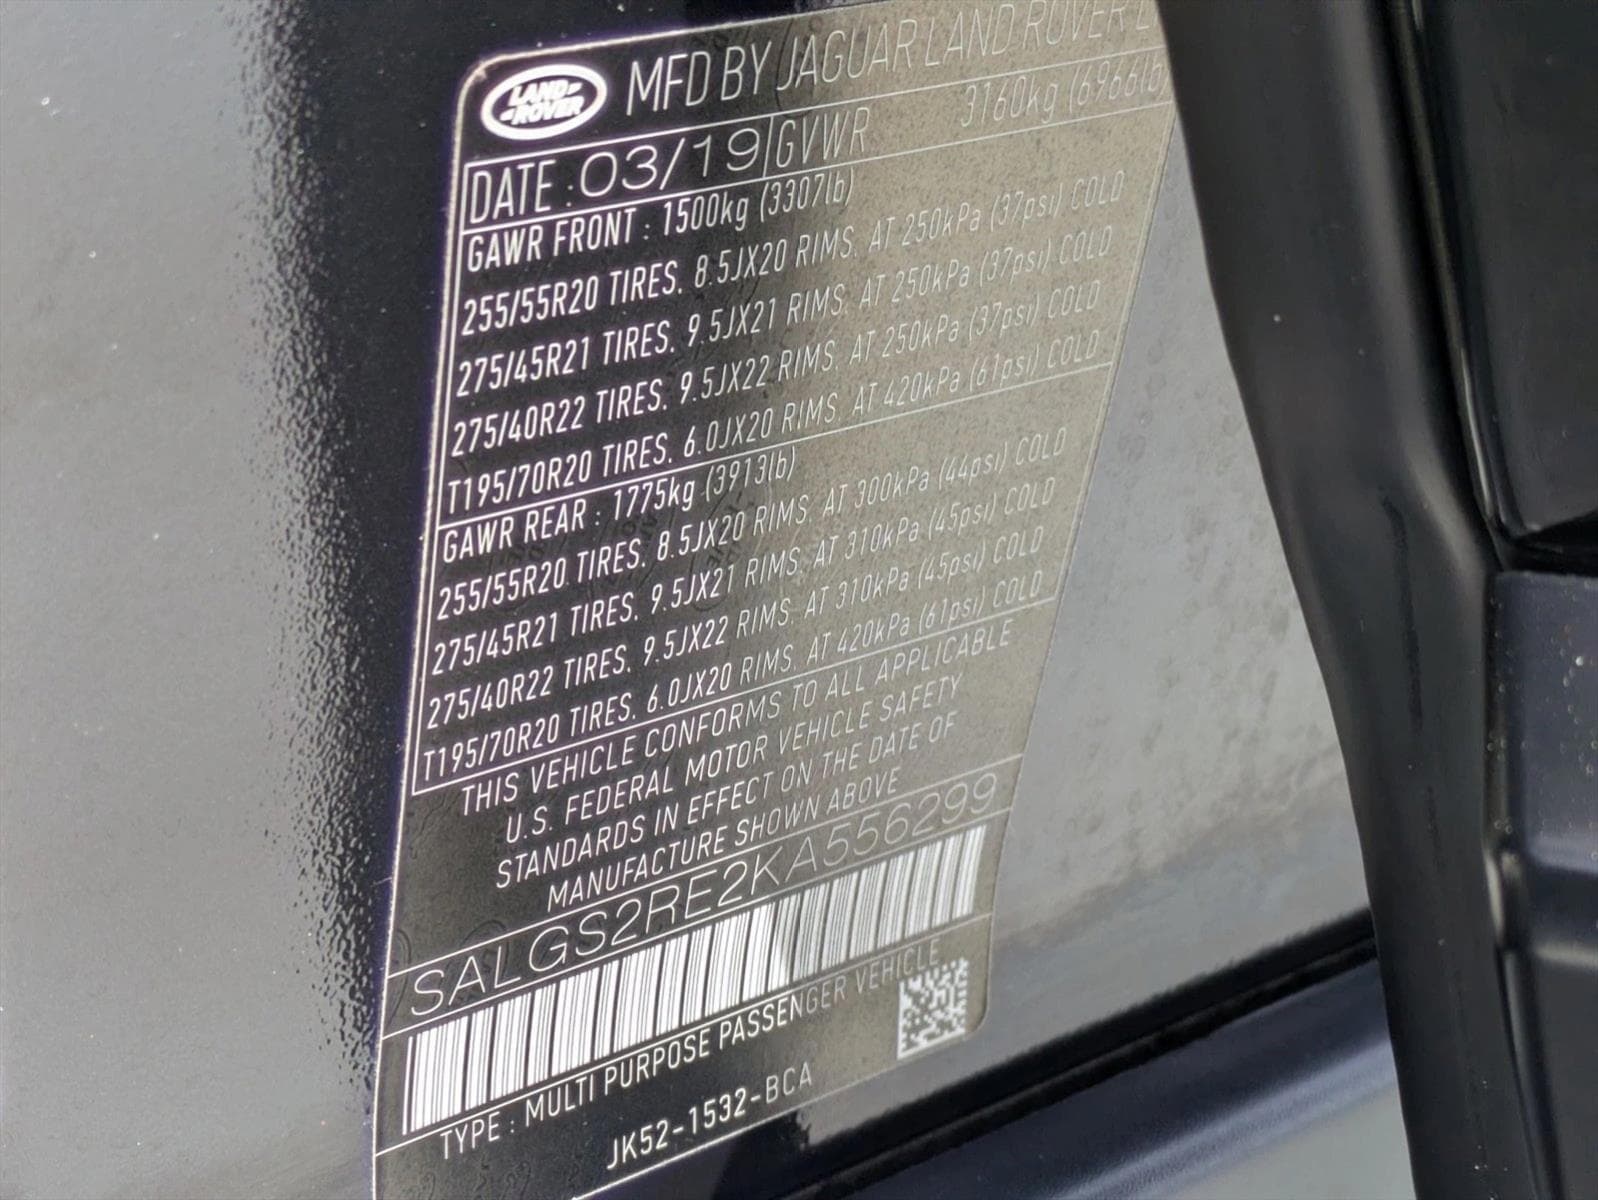 LAND ROVER MFD BY JAGUAR LAND ROVER L
DATE : 03/19 GVWR 3160kg (6966lb
GAWR FRONT : 1500kg (3307lb)
255/55R20 TIRES, 8.5JX20 RIMS, AT 250kPa (37psi) COLD
275/45R21 TIRES, 9.5JX21 RIMS, AT 250kPa (37psi) COLD
275/40R22 TIRES, 9.5JX22 RIMS, AT 250kPa (37psi) COLD
T195/70R20 TIRES, 6.0JX20 RIMS, AT 420kPa (61psi) COLD
GAWR REAR : 1775kg (3913lb)
255/55R20 TIRES, 8.5JX20 RIMS, AT 300kPa (44psi) COLD
275/45R21 TIRES, 9.5JX21 RIMS, AT 310kPa (45psi) COLD
275/40R22 TIRES, 9.5JX22 RIMS, AT 310kPa (45psi) COLD
T195/70R20 TIRES, 6.0JX20 RIMS, AT 420kPa (61psi) COLD
THIS VEHICLE CONFORMS TO ALL APPLICABLE
U.S. FEDERAL MOTOR VEHICLE SAFETY
STANDARDS IN EFFECT ON THE DATE OF
MANUFACTURE SHOWN ABOVE
SALGS2RE2KA556299
TYPE : MULTI PURPOSE PASSENGER VEHICLE
JK52-1532-BCA